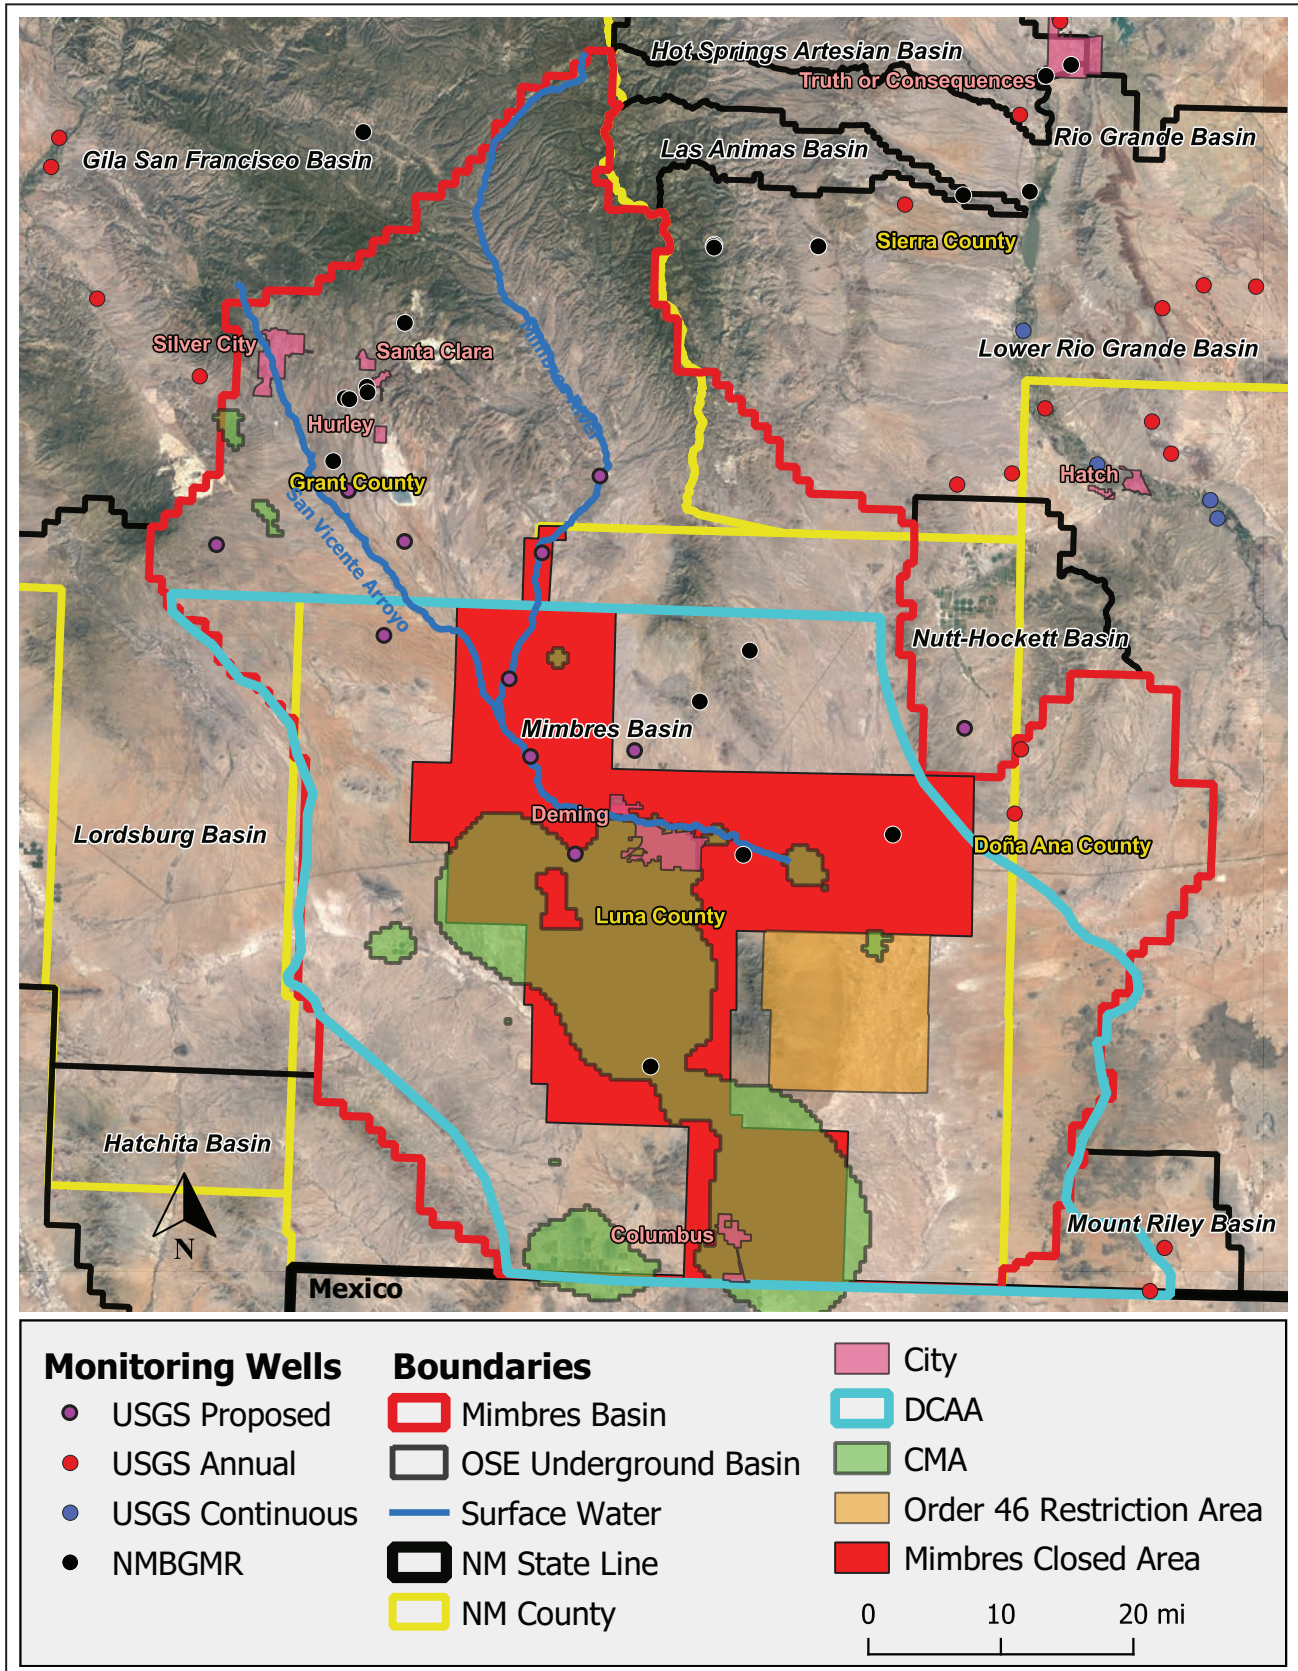 Hot Springs Artesian Basin
Truth or Consequences
Rio Grande Basin
Gila San Francisco Basin
Las Animas Basin
Sierra County
Mimbres River
Lower Rio Grande Basin
Silver City
Santa Clara
Hurley
Grant County
Hatch
San Vicente Arroyo
Nutt-Hockett Basin
Mimbres Basin
Deming
Lordsburg Basin
Doña Ana County
Luna County
Hatchita Basin
Columbus
Mount Riley Basin
N
Mexico
Monitoring Wells
USGS Proposed
USGS Annual
USGS Continuous
NMBGMR
Boundaries
Mimbres Basin
OSE Underground Basin
Surface Water
NM State Line
NM County
City
DCAA
CMA
Order 46 Restriction Area
Mimbres Closed Area
0 10 20 mi